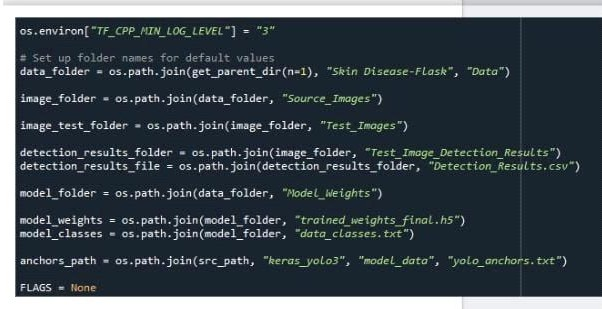 os.environ["TF_CPP_MIN_LOG_LEVEL"] = "3"
# Set up folder names for default values
data_folder = os.path.join(get_parent_dir(n=1), "Skin Disease-Flask", "Data")
image_folder = os.path.join(data_folder, "Source_Images")
image_test_folder = os.path.join(image_folder, "Test_Images")
detection_results_folder = os.path.join(image_folder, "Test_Image_Detection_Results")
detection_results_file = os.path.join(detection_results_folder, "Detection_Results.csv")
model_folder = os.path.join(data_folder, "Model_Weights")
model_weights = os.path.join(model_folder, "trained_weights_final.h5")
model_classes = os.path.join(model_folder, "data_classes.txt")
anchors_path = os.path.join(src_path, "keras_yolo3", "model_data", "yolo_anchors.txt")
FLAGS = None